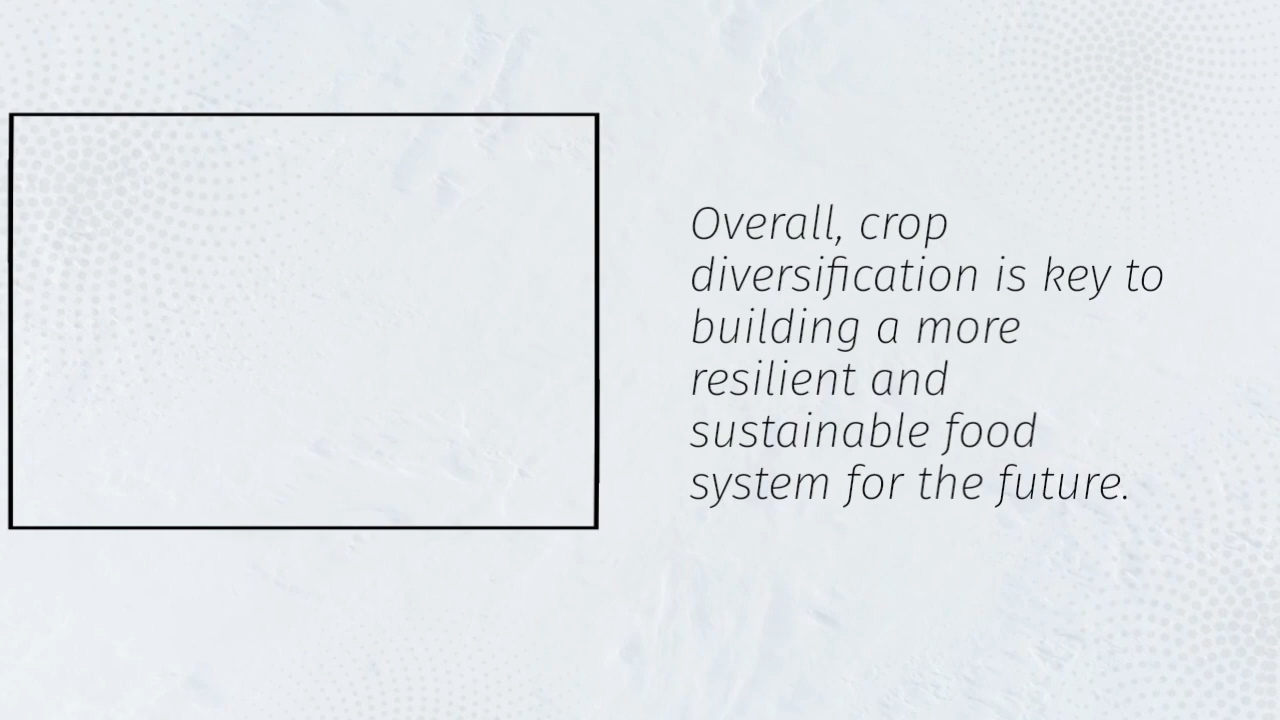 Overall, crop
diversification is key to
building a more
resilient and
sustainable food
system for the future.